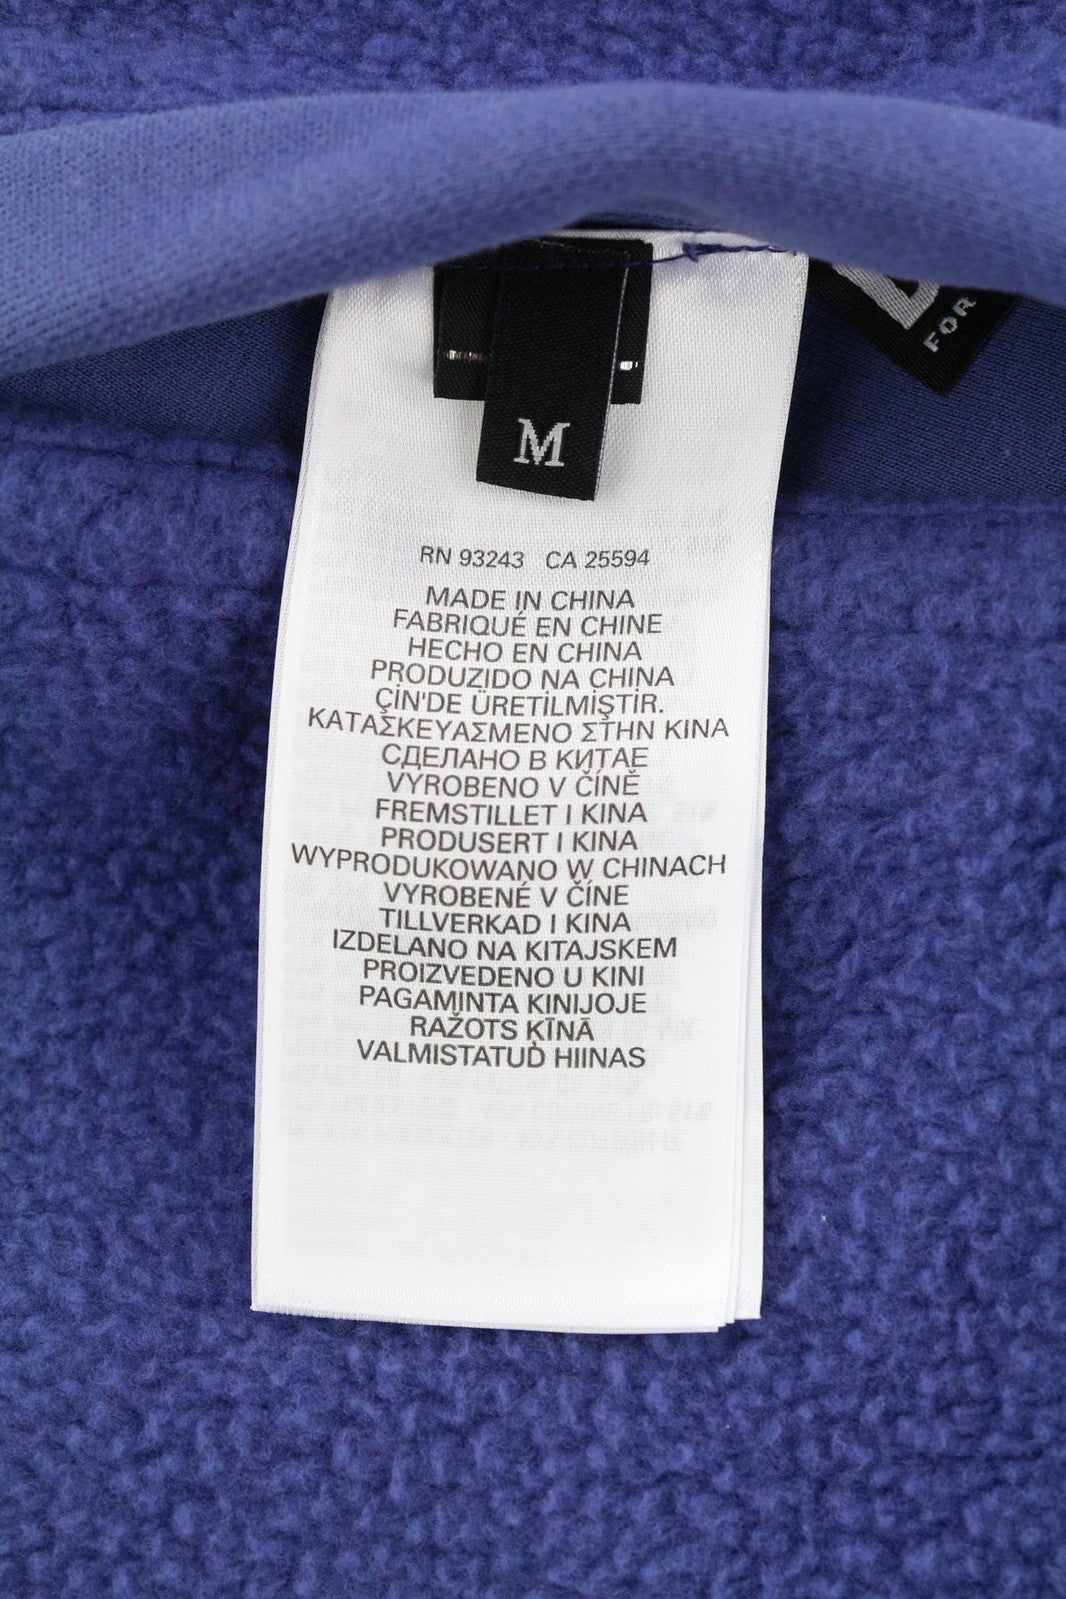 FOR
M
RN 93243 CA 25594
MADE IN CHINA
FABRIQUÉ EN CHINE
HECHO EN CHINA
PRODUZIDO NA CHINA
ÇİN'DE ÜRETİLMİŞTİR.
ΚΑΤΑΣΚΕΥΑΣΜΕΝΟ ΣΤΗΝ ΚΙΝΑ
СДЕЛАНО В КИТАЕ
VYROBENO V ČÍNĚ
FREMSTILLET I KINA
PRODUSERT I KINA
WYPRODUKOWANO W CHINACH
VYROBENÉ V ČÍNE
TILLVERKAD I KINA
IZDELANO NA KITAJSKEM
PROIZVEDENO U KINI
PAGAMINTA KINIJOJE
RAŽOTS ĶĪNĀ
VALMISTATUD HIINAS